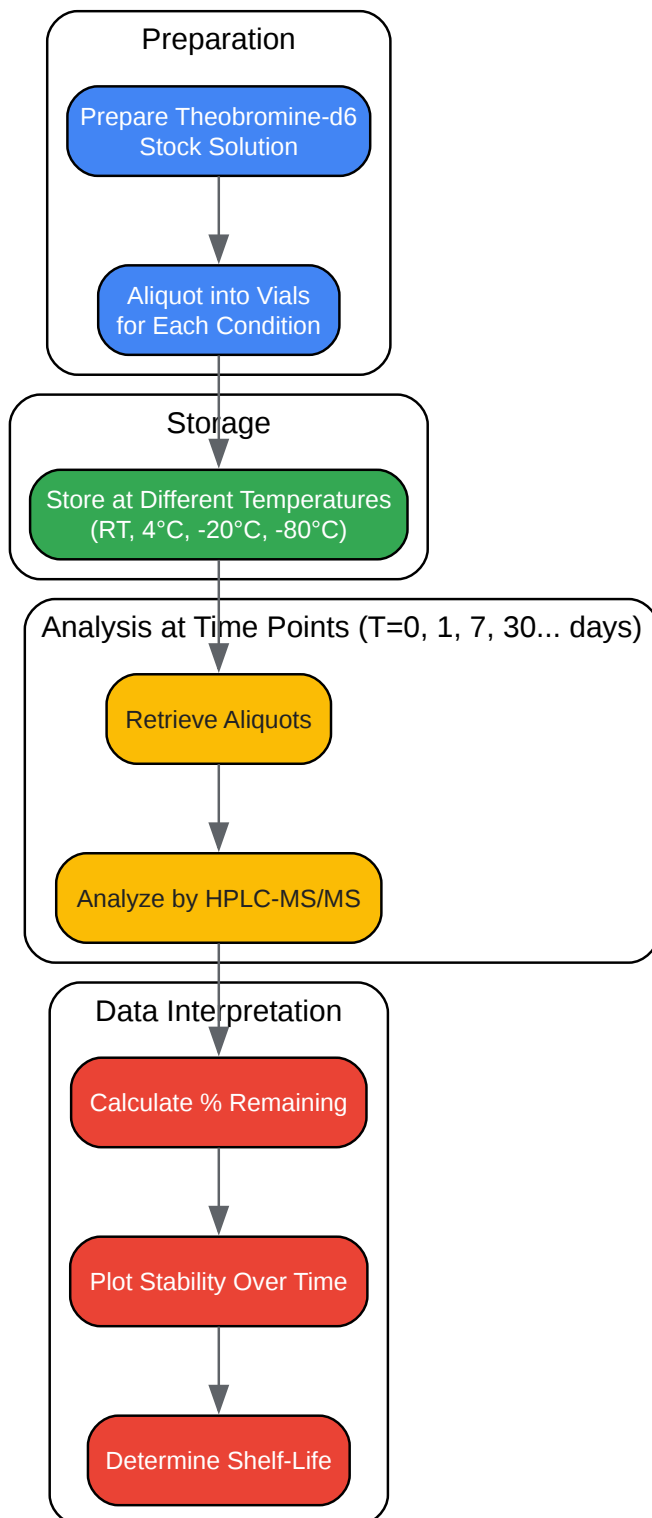 Preparation
Prepare Theobromine-d6
Stock Solution
Aliquot into Vials
for Each Condition
Storage
Store at Different Temperatures
(RT, 4°C, -20°C, -80°C)
Analysis at Time Points (T=0, 1, 7, 30... days)
Retrieve Aliquots
Analyze by HPLC-MS/MS
Data Interpretation
Calculate % Remaining
Plot Stability Over Time
Determine Shelf-Life